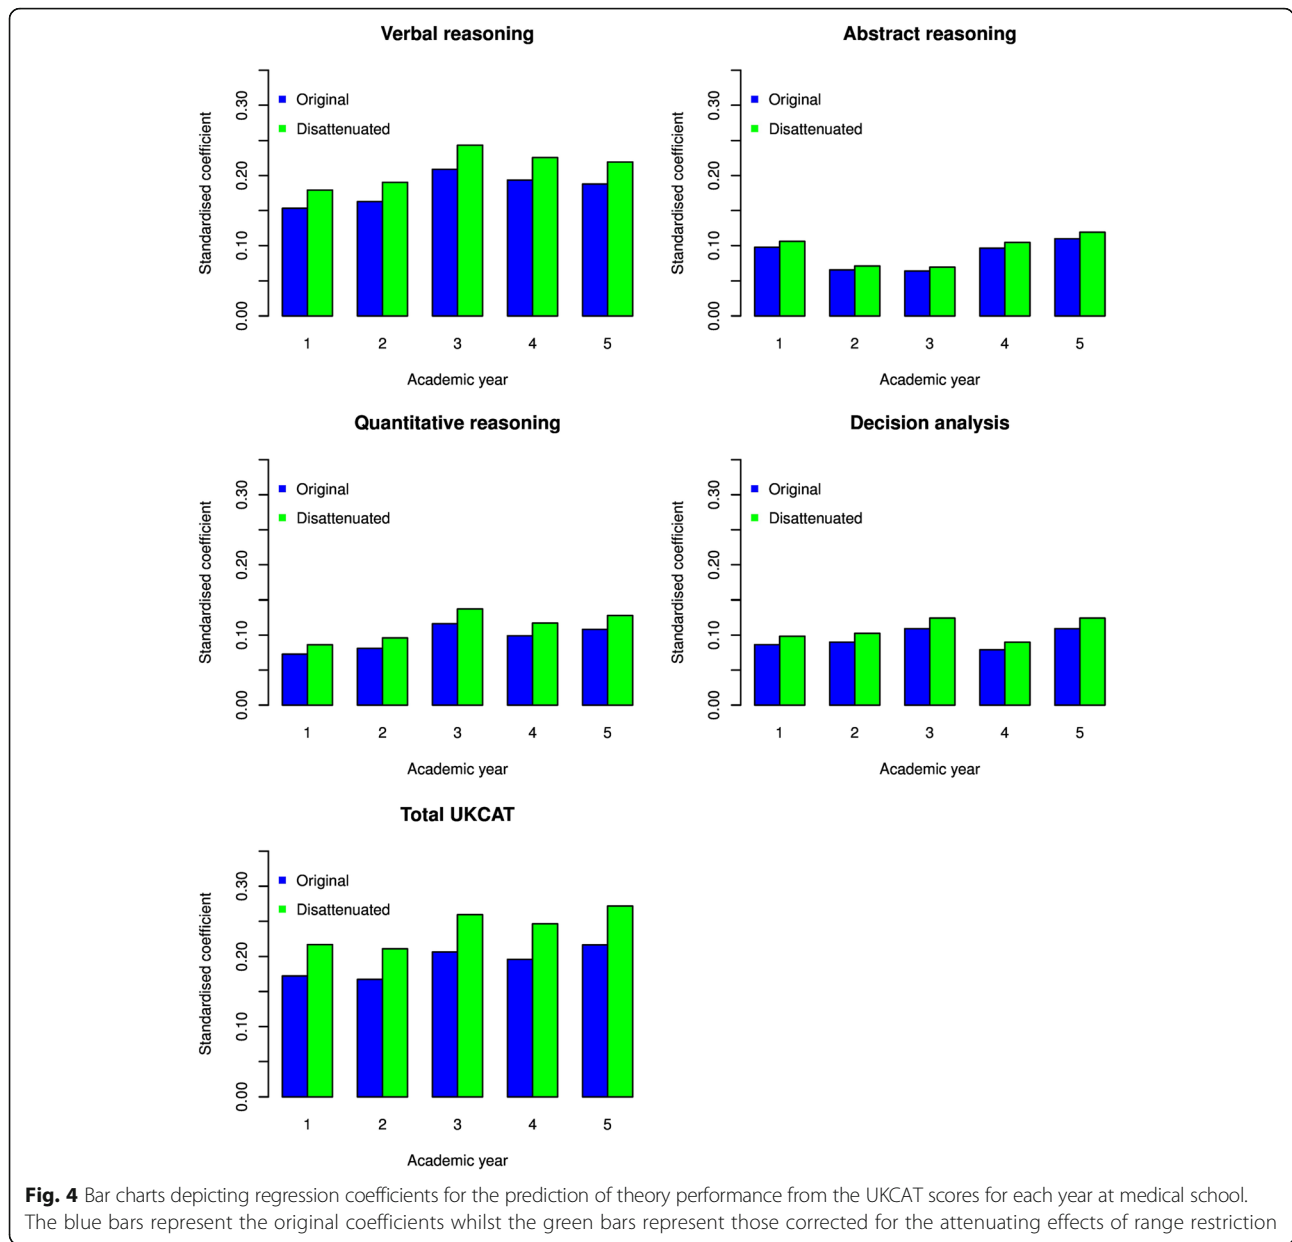 Verbal reasoning
Standardised coefficient
0.30
0.20
0.10
0.00
Original
Disattenuated
1 2 3 4 5
Academic year
Abstract reasoning
Standardised coefficient
0.30
0.20
0.10
0.00
Original
Disattenuated
1 2 3 4 5
Academic year
Quantitative reasoning
Standardised coefficient
0.30
0.20
0.10
0.00
Original
Disattenuated
1 2 3 4 5
Academic year
Decision analysis
Standardised coefficient
0.30
0.20
0.10
0.00
Original
Disattenuated
1 2 3 4 5
Academic year
Total UKCAT
Standardised coefficient
0.30
0.20
0.10
0.00
Original
Disattenuated
1 2 3 4 5
Academic year
Fig. 4 Bar charts depicting regression coefficients for the prediction of theory performance from the UKCAT scores for each year at medical school.
The blue bars represent the original coefficients whilst the green bars represent those corrected for the attenuating effects of range restriction